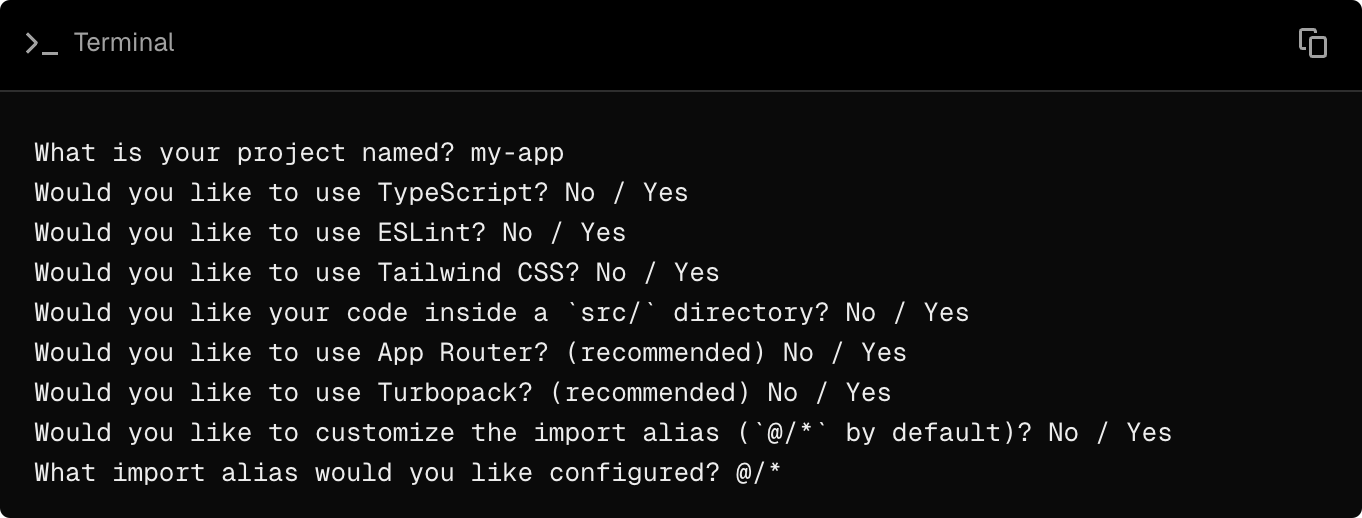 Terminal
What is your project named? my-app
Would you like to use TypeScript? No / Yes
Would you like to use ESLint? No / Yes
Would you like to use Tailwind CSS? No / Yes
Would you like your code inside a `src/` directory? No / Yes
Would you like to use App Router? (recommended) No / Yes
Would you like to use Turbopack? (recommended) No / Yes
Would you like to customize the import alias (`@/*` by default)? No / Yes
What import alias would you like configured? @/*